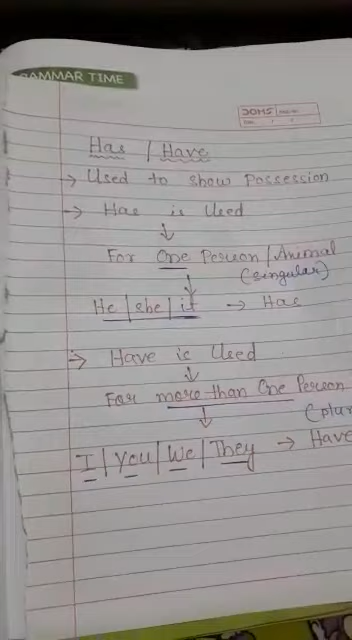 GRAMMAR TIME
DOMS
Has / Have
→ Used to show Possession
→ Has is Used
↓
For One Person / Animal
(singular)
↓
He | she | it → Has
→ Have is Used
↓
For more than One Person
(plur
↓
I | You | We | They → Have